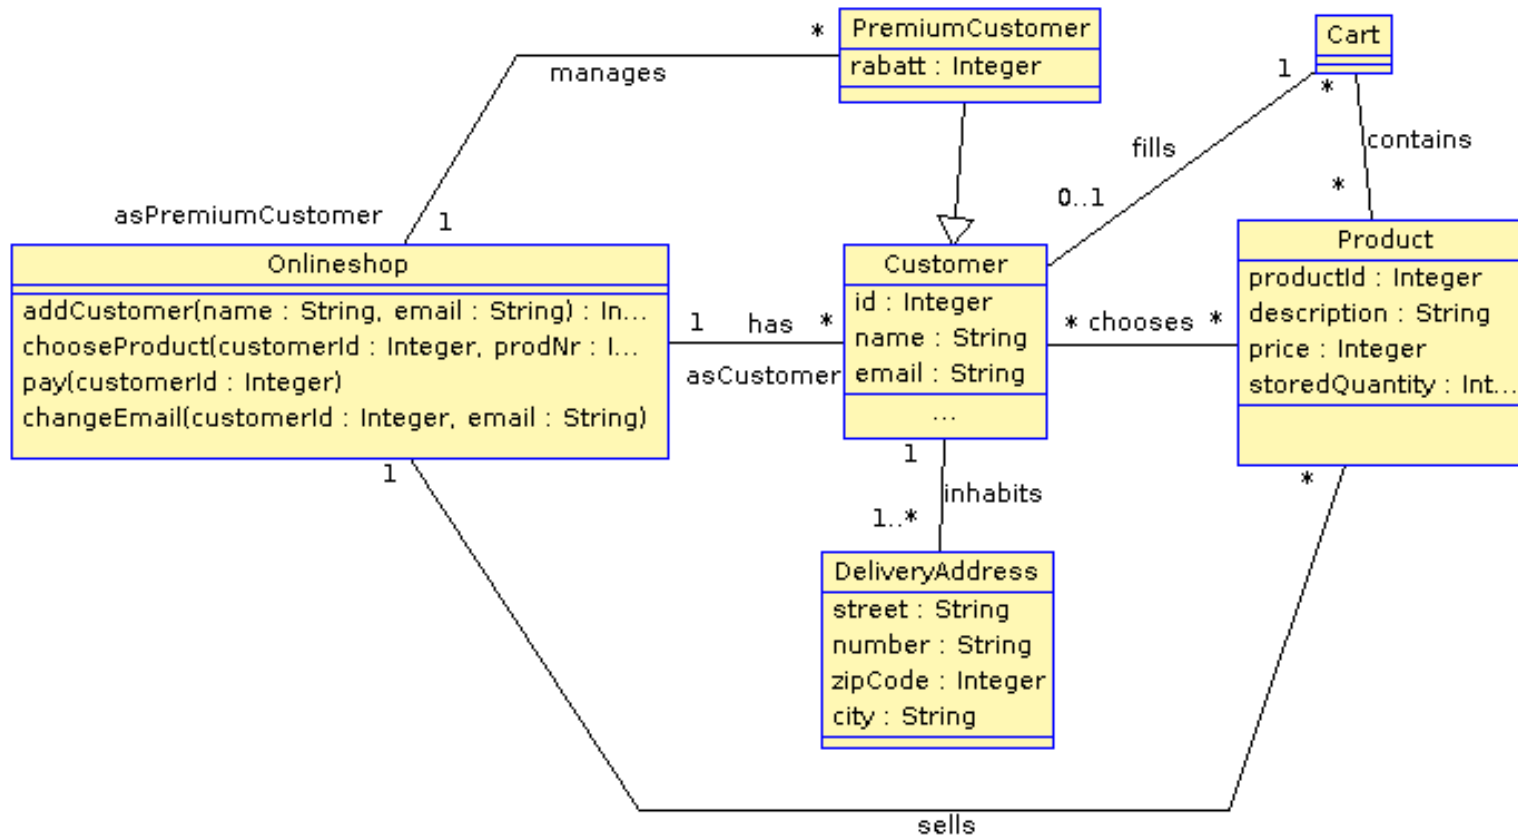 PremiumCustomer
rabatt : Integer
*
manages
Cart
1
*
contains
fills
*
0..1
asPremiumCustomer
1
Onlineshop
addCustomer(name : String, email : String) : In...
chooseProduct(customerId : Integer, prodNr : I...
pay(customerId : Integer)
changeEmail(customerId : Integer, email : String)
1
has
*
asCustomer
Customer
id : Integer
name : String
email : String
...
* chooses *
Product
productId : Integer
description : String
price : Integer
storedQuantity : Int...
1
inhabits
1..*
DeliveryAddress
street : String
number : String
zipCode : Integer
city : String
1
*
sells